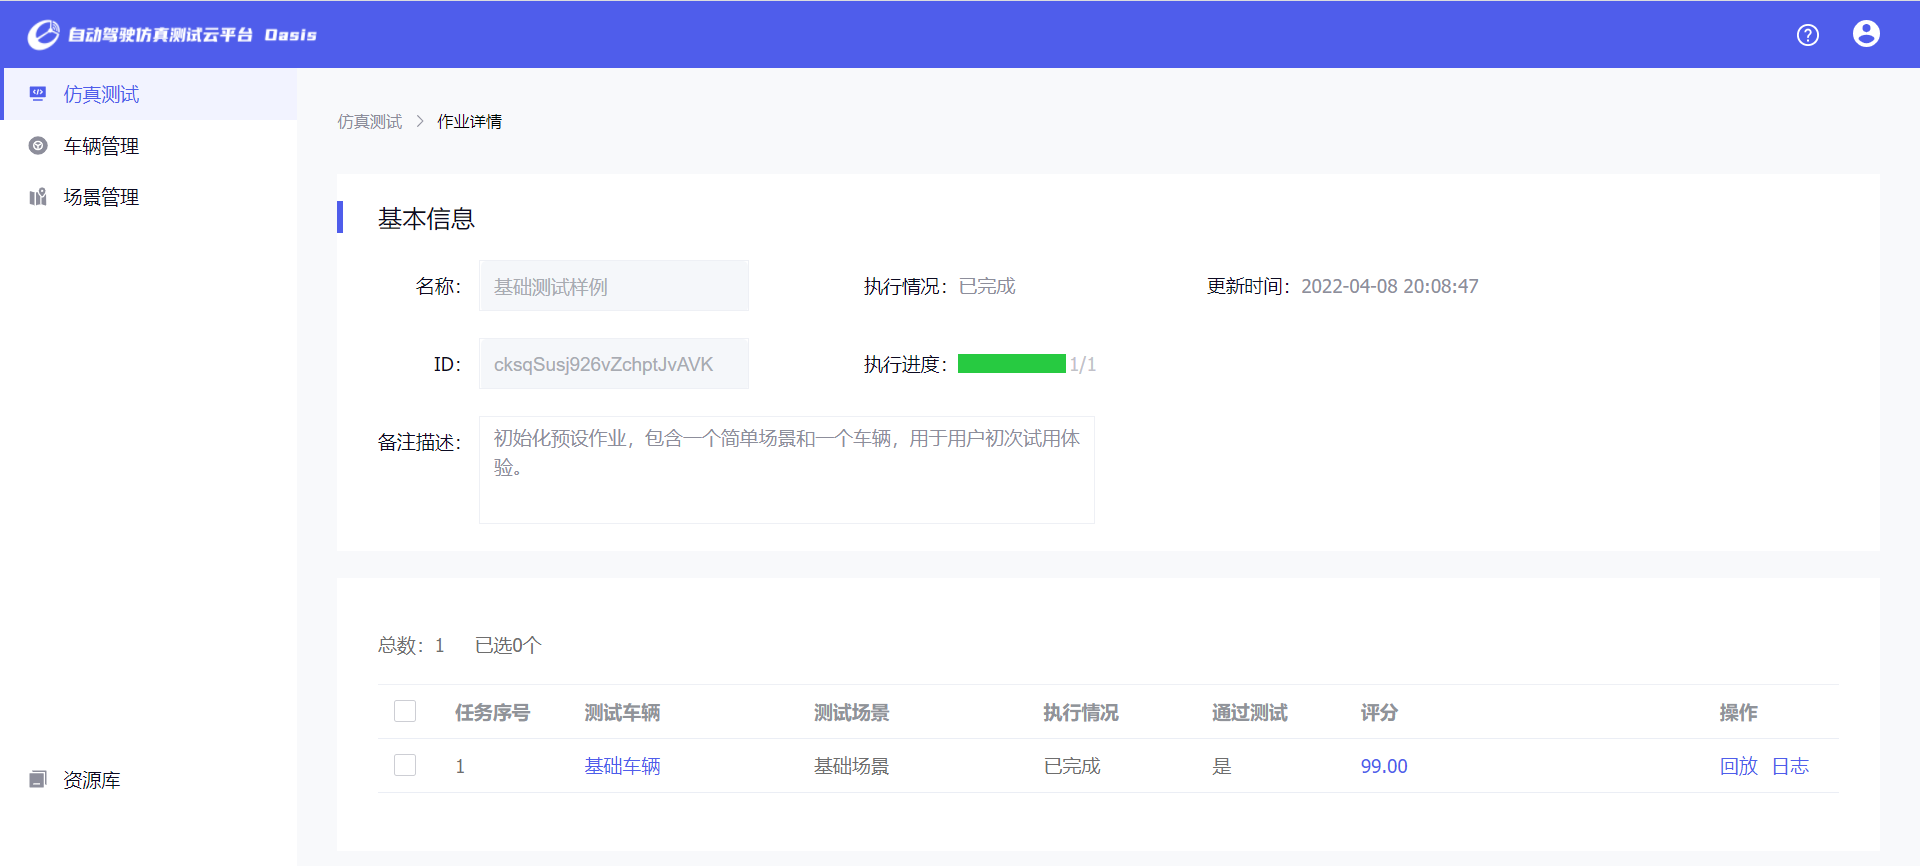 自动驾驶仿真测试云平台 Oasis
仿真测试
车辆管理
场景管理
资源库
仿真测试 > 作业详情
基本信息
名称： 基础测试样例 执行情况：已完成 更新时间：2022-04-08 20:08:47
ID： cksqSusj926vZchptJvAVK 执行进度： 1/1
备注描述： 初始化预设作业，包含一个简单场景和一个车辆，用于用户初次试用体
验。
总数：1 已选0个
任务序号 测试车辆 测试场景 执行情况 通过测试 评分 操作
1 基础车辆 基础场景 已完成 是 99.00 回放 日志